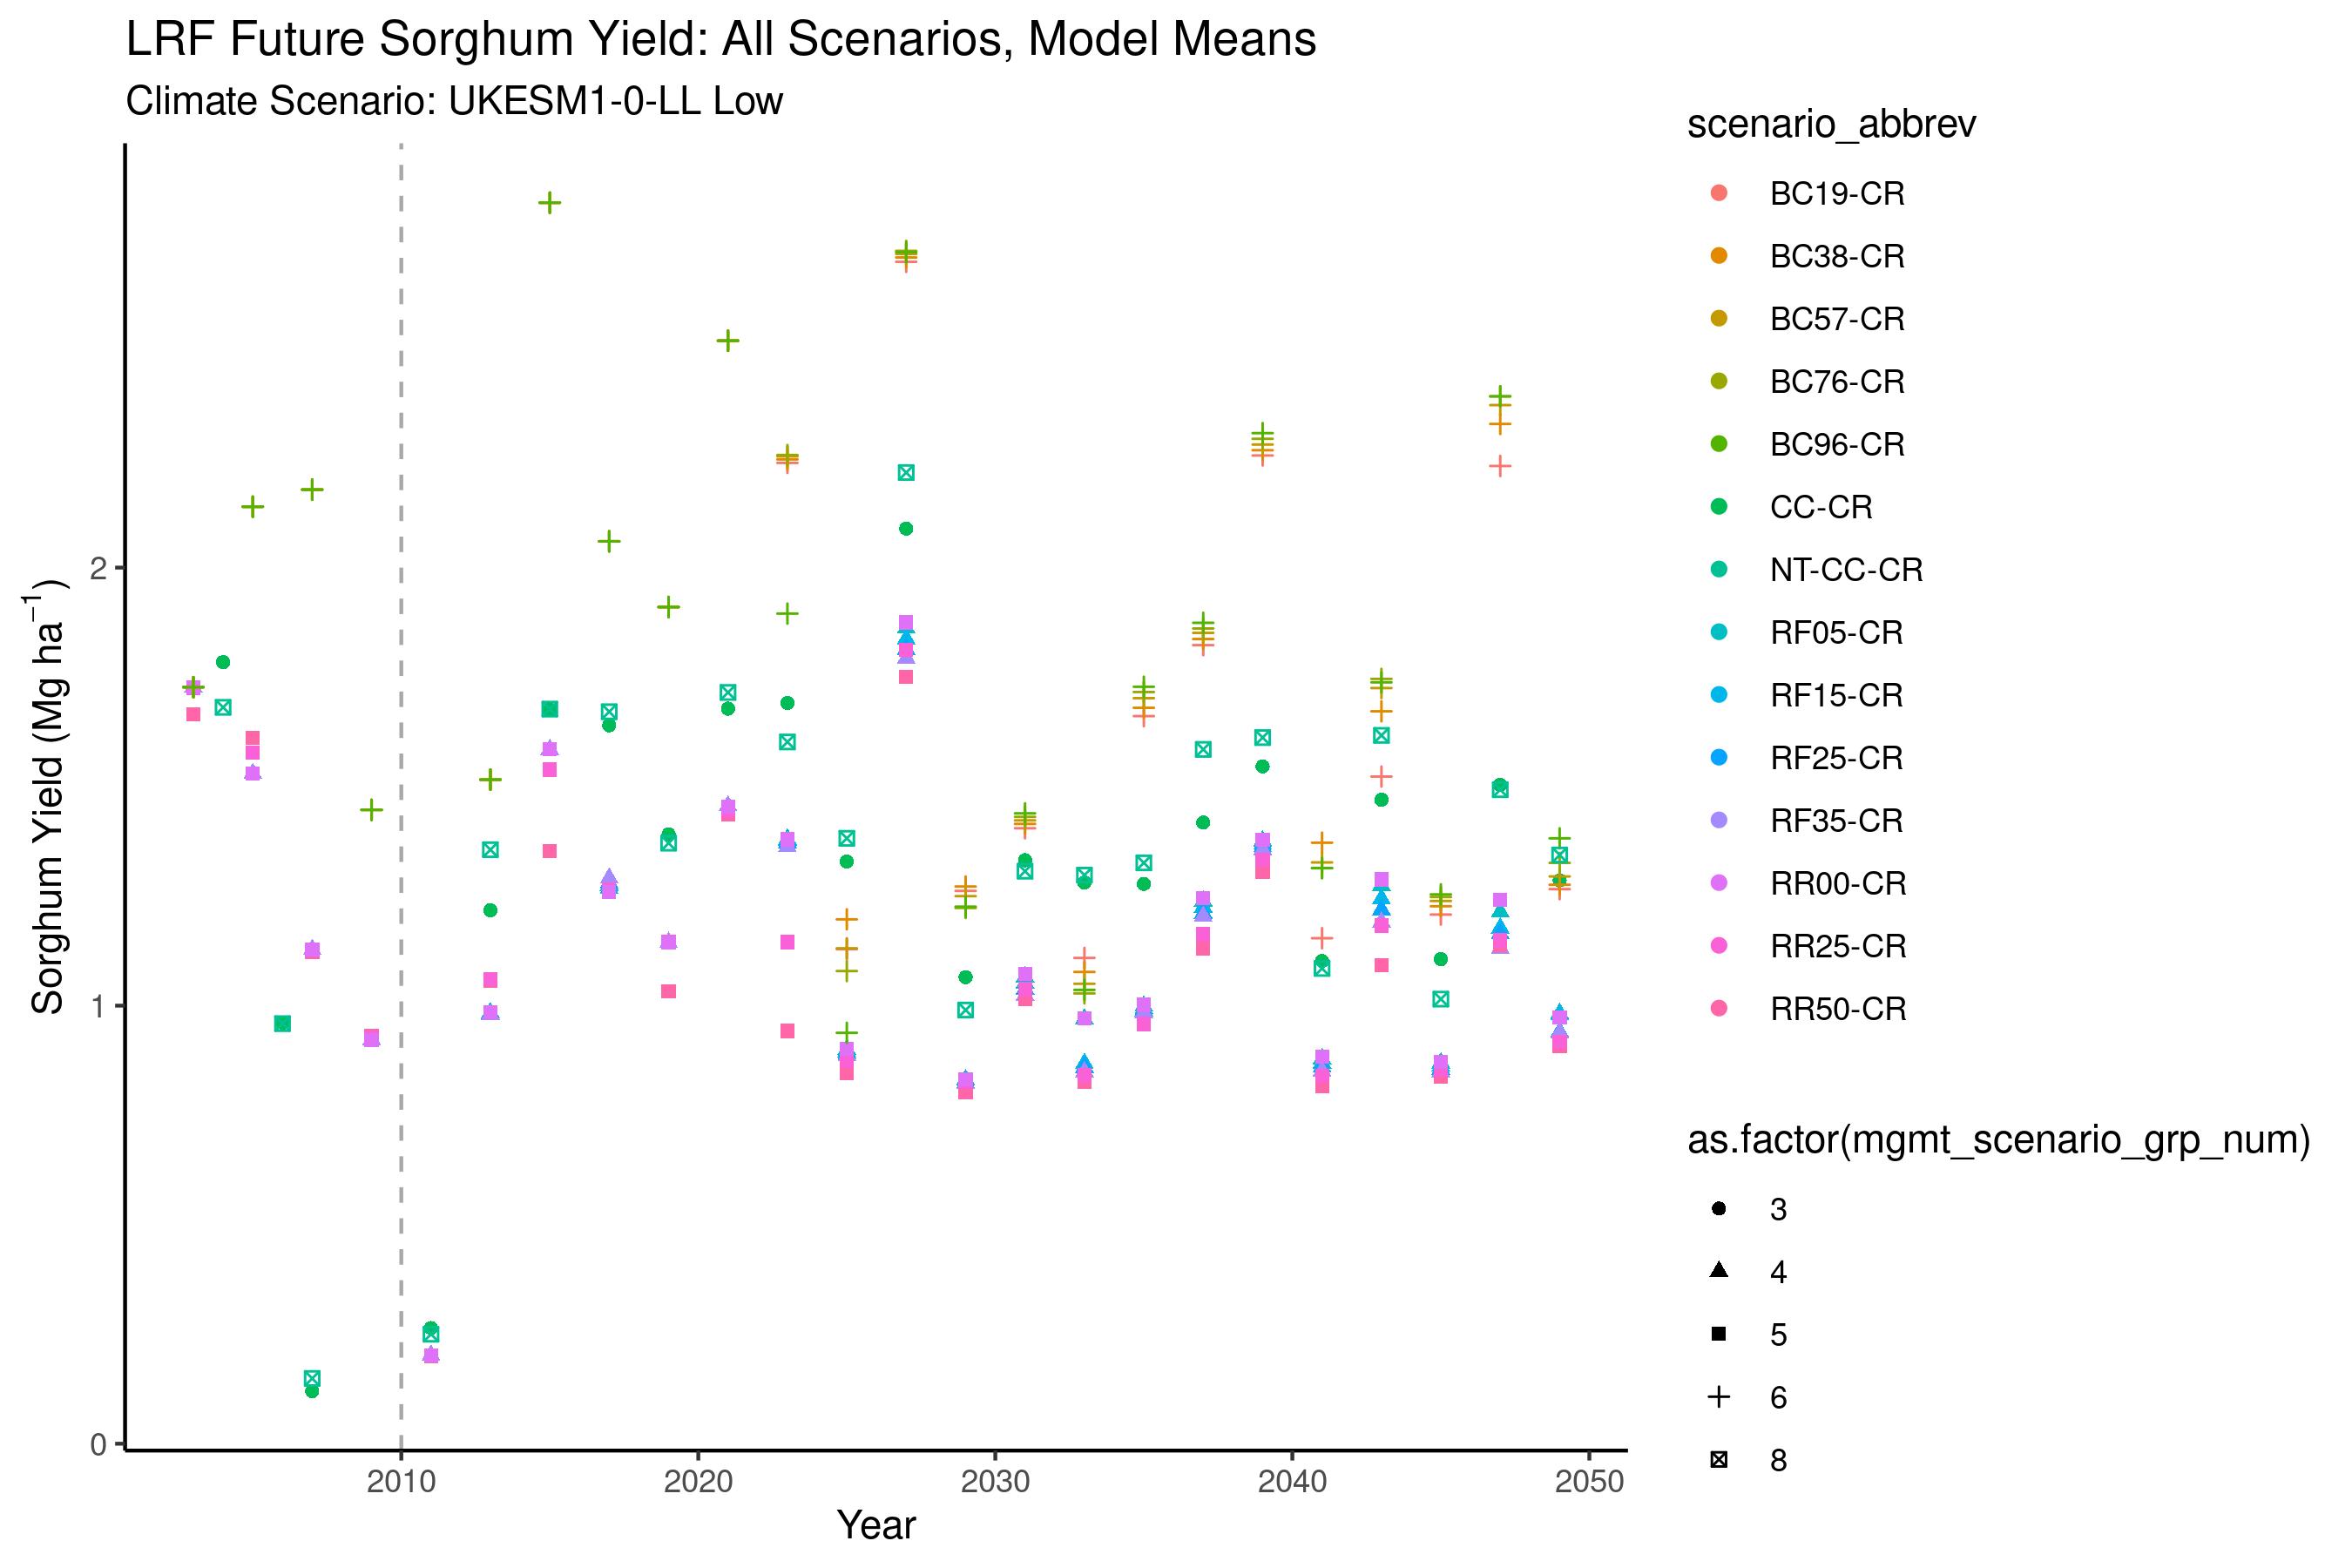 LRF Future Sorghum Yield: All Scenarios, Model Means
Climate Scenario: UKESM1-0-LL Low
Sorghum Yield (Mg ha⁻¹)
2
1
0
2010
2020
2030
2040
2050
Year
scenario_abbrev
BC19-CR
BC38-CR
BC57-CR
BC76-CR
BC96-CR
CC-CR
NT-CC-CR
RF05-CR
RF15-CR
RF25-CR
RF35-CR
RR00-CR
RR25-CR
RR50-CR
as.factor(mgmt_scenario_grp_num)
3
4
5
6
8